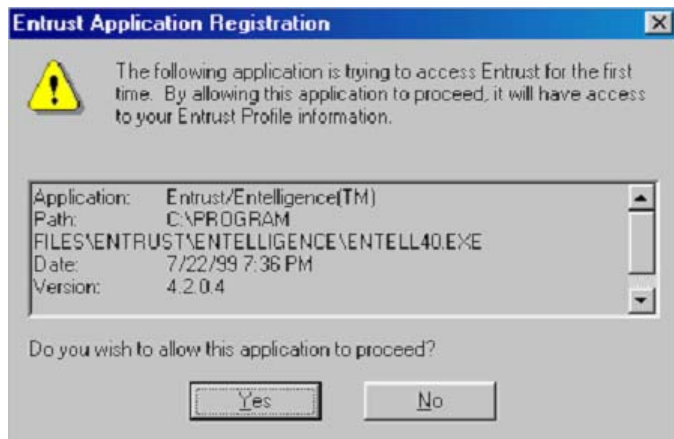 Entrust Application Registration
The following application is trying to access Entrust for the first
time. By allowing this application to proceed, it will have access
to your Entrust Profile information.
Application: Entrust/Entelligence(TM)
Path: C:\PROGRAM
FILES\ENTRUST\ENTELLIGENCE\ENTELL40.EXE
Date: 7/22/99 7:36 PM
Version: 4.2.0.4
Do you wish to allow this application to proceed?
Yes No